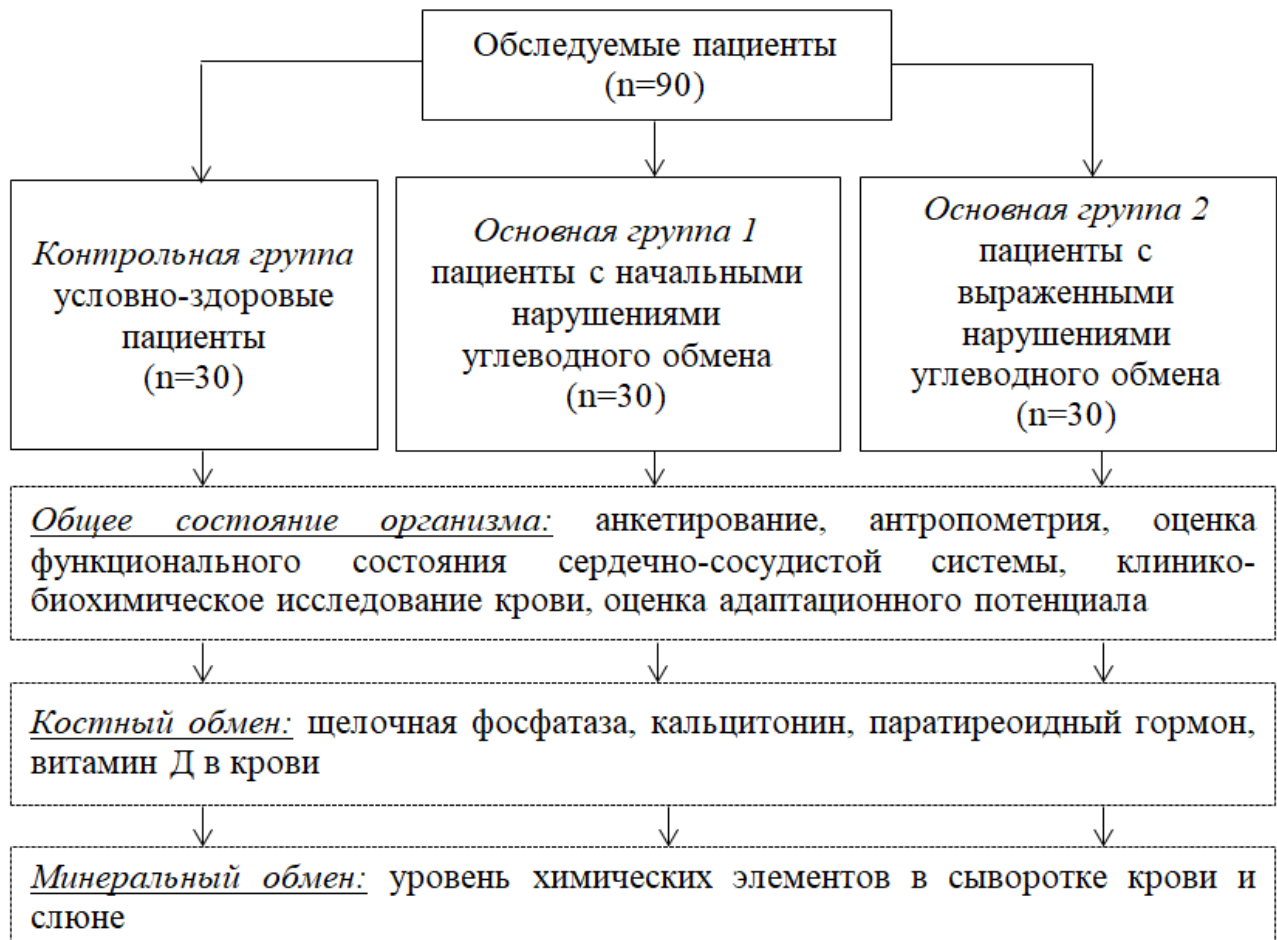 Обследуемые пациенты
(n=90)
Контрольная группа
условно-здоровые
пациенты
(n=30)
Основная группа 1
пациенты с начальными
нарушениями
углеводного обмена
(n=30)
Основная группа 2
пациенты с
выраженными
нарушениями
углеводного обмена
(n=30)
Общее состояние организма: анкетирование, антропометрия, оценка
функционального состояния сердечно-сосудистой системы, клинико-
биохимическое исследование крови, оценка адаптационного потенциала
Костный обмен: щелочная фосфатаза, кальцитонин, паратиреоидный гормон,
витамин Д в крови
Минеральный обмен: уровень химических элементов в сыворотке крови и
слюне